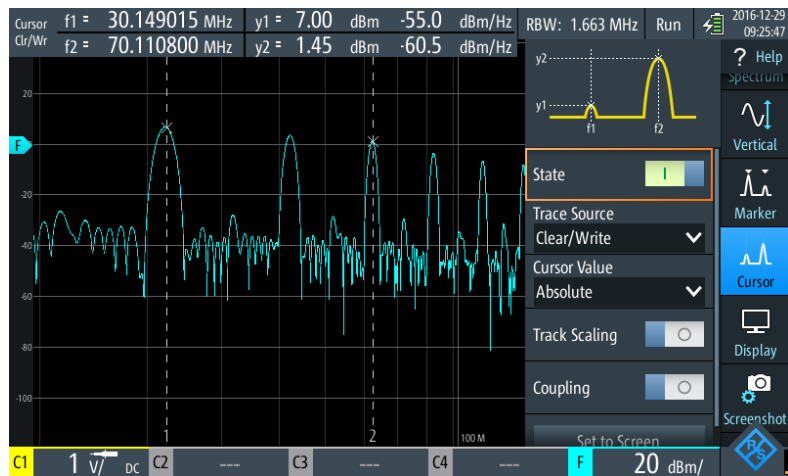 Cursor f1 = 30.149015 MHz y1 = 7.00 dBm -55.0 dBm/Hz RBW: 1.663 MHz Run 2016-12-29
Clr/Wr f2 = 70.110800 MHz y2 = 1.45 dBm -60.5 dBm/Hz 09:25:47
? Help
Spectrum
y2
y1
f1 f2
20
F
-20
-40
-60
-80
-100
1 2 100 M
Vertical
State I
Marker
Trace Source
Clear/Write
Cursor
Cursor Value
Absolute
Track Scaling
Display
Coupling
Screenshot
Set to Screen
C1 1 V/ DC C2 --- C3 --- C4 --- F 20 dBm/
R&S